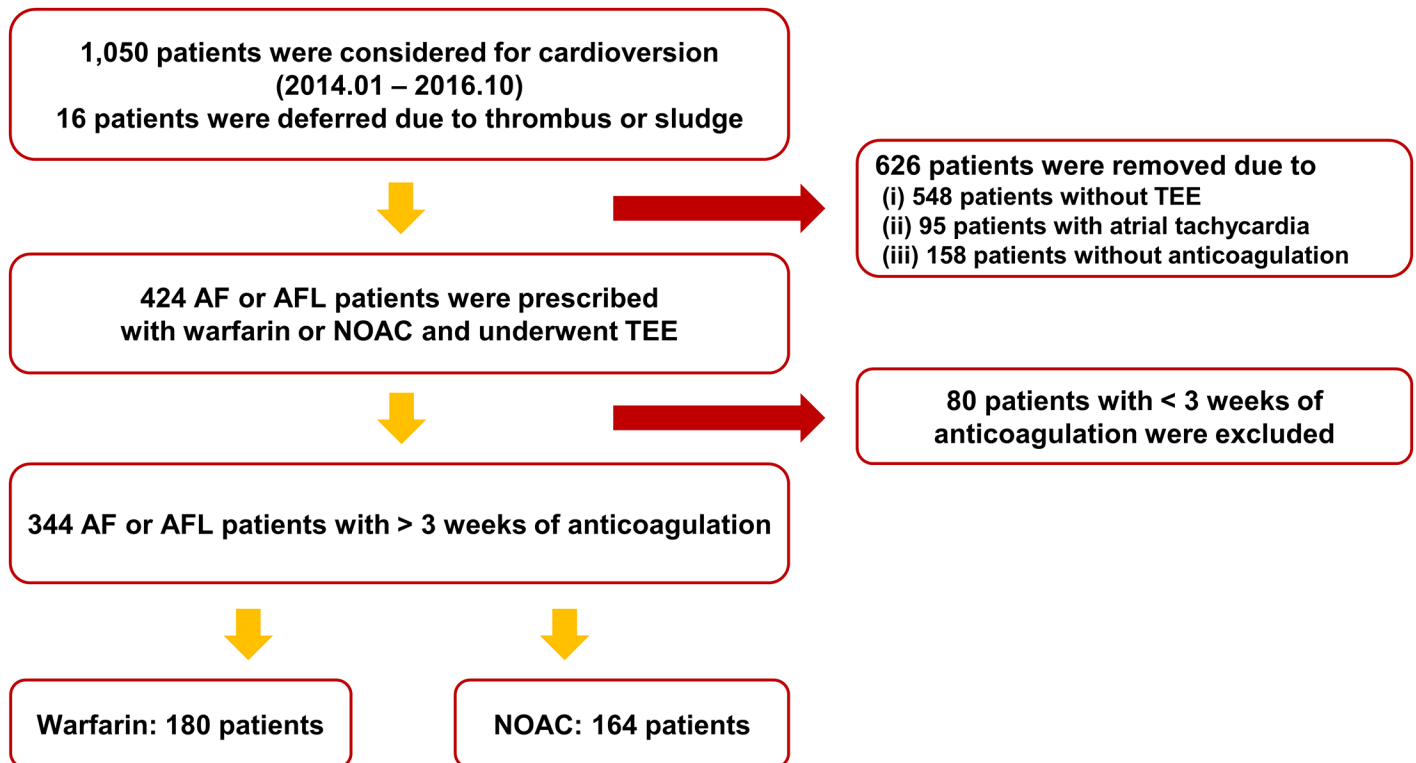 1,050 patients were considered for cardioversion
(2014.01 – 2016.10)
16 patients were deferred due to thrombus or sludge
626 patients were removed due to
(i) 548 patients without TEE
(ii) 95 patients with atrial tachycardia
(iii) 158 patients without anticoagulation
424 AF or AFL patients were prescribed
with warfarin or NOAC and underwent TEE
80 patients with < 3 weeks of
anticoagulation were excluded
344 AF or AFL patients with > 3 weeks of anticoagulation
Warfarin: 180 patients
NOAC: 164 patients